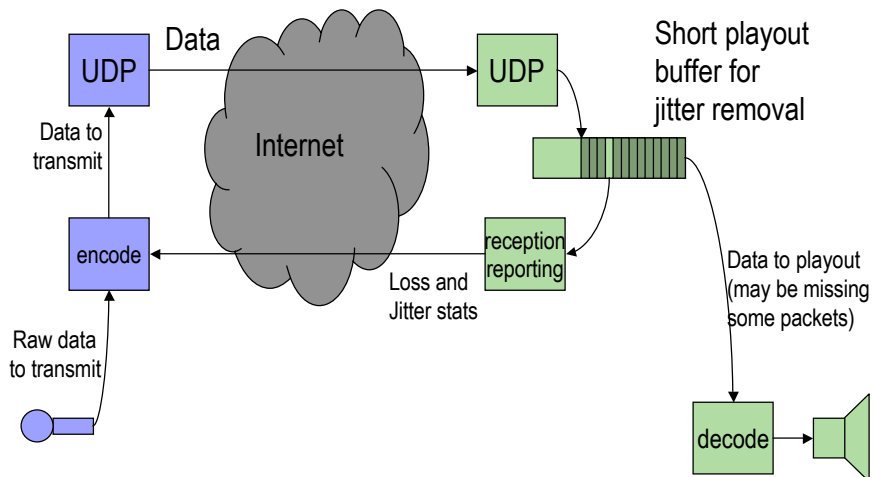 Data
UDP
UDP
Short playout
buffer for
jitter removal
Data to
transmit
Internet
encode
reception
reporting
Loss and
Jitter stats
Data to playout
(may be missing
some packets)
Raw data
to transmit
decode